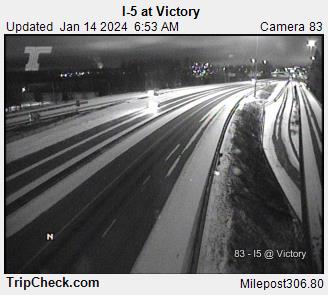 I-5 at Victory
Updated Jan 14 2024 6:53 AM Camera 83
T
N
83 - I5 @ Victory
TripCheck.com Milepost306.80